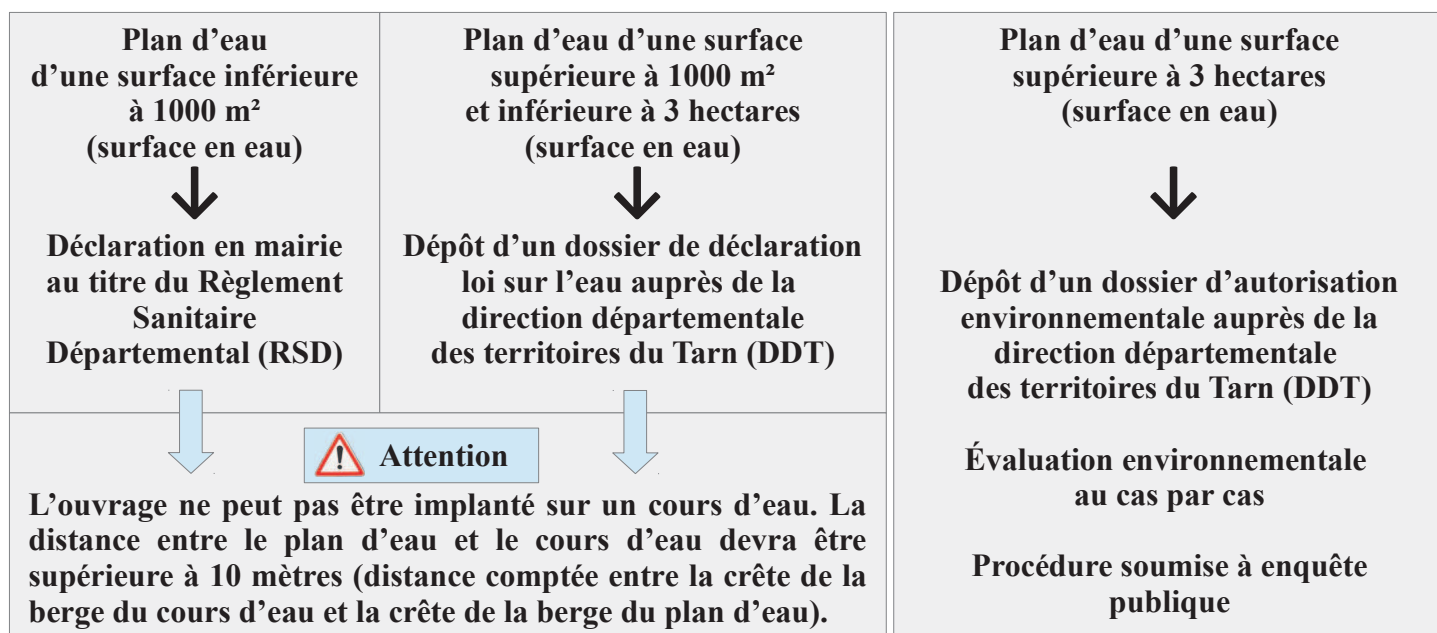 Plan d’eau
d’une surface inférieure
à 1000 m²
(surface en eau)
Déclaration en mairie
au titre du Règlement
Sanitaire
Départemental (RSD)
Plan d’eau d’une surface
supérieure à 1000 m²
et inférieure à 3 hectares
(surface en eau)
Dépôt d’un dossier de déclaration
loi sur l’eau auprès de la
direction départementale
des territoires du Tarn (DDT)
Attention
L’ouvrage ne peut pas être implanté sur un cours d’eau. La
distance entre le plan d’eau et le cours d’eau devra être
supérieure à 10 mètres (distance comptée entre la crête de la
berge du cours d’eau et la crête de la berge du plan d’eau).
Plan d’eau d’une surface
supérieure à 3 hectares
(surface en eau)
Dépôt d’un dossier d’autorisation
environnementale auprès de la
direction départementale
des territoires du Tarn (DDT)
Évaluation environnementale
au cas par cas
Procédure soumise à enquête
publique